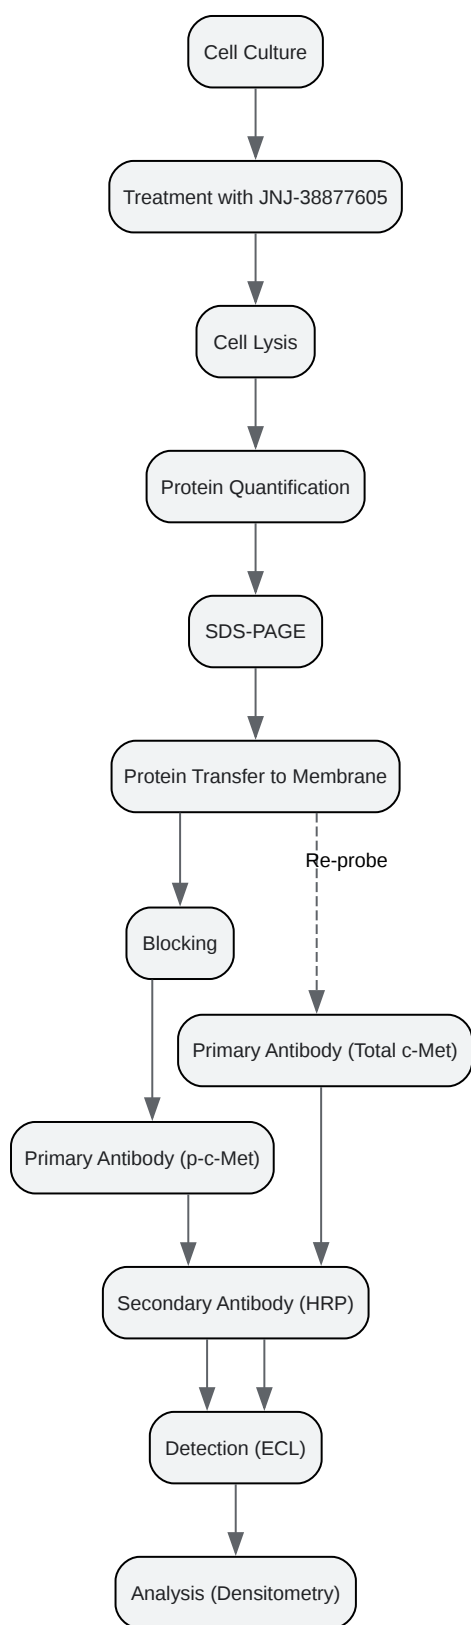 Cell Culture
Treatment with JNJ-38877605
Cell Lysis
Protein Quantification
SDS-PAGE
Protein Transfer to Membrane
Re-probe
Blocking
Primary Antibody (Total c-Met)
Primary Antibody (p-c-Met)
Secondary Antibody (HRP)
Detection (ECL)
Analysis (Densitometry)